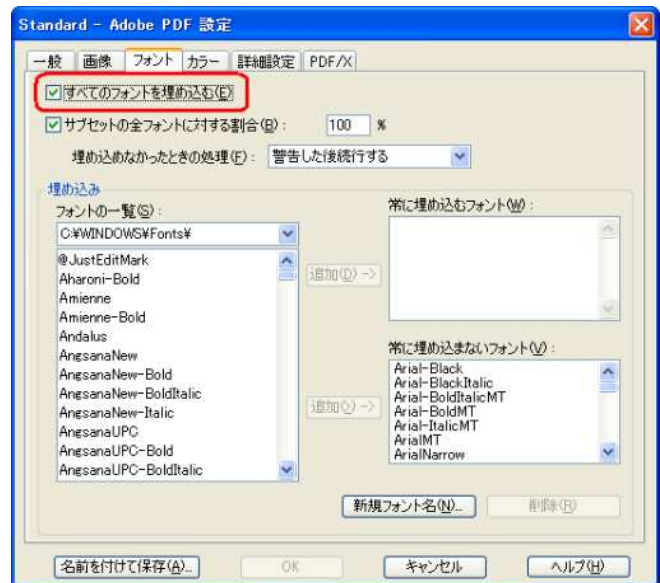 Standard - Adobe PDF 設定
一般 画像 フォント カラー 詳細設定 PDF/X
すべてのフォントを埋め込む(E)
サブセットの全フォントに対する割合(B): 100 %
埋め込めなかったときの処理(F): 警告した後続行する
埋め込み
フォントの一覧(S):
C:¥WINDOWS¥Fonts¥
@JustEditMark
Aharoni-Bold
Amienne
Amienne-Bold
Andalus
AngsanaNew
AngsanaNew-Bold
AngsanaNew-BoldItalic
AngsanaNew-Italic
AngsanaUPC
AngsanaUPC-Bold
AngsanaUPC-BoldItalic
追加(D) ->
追加(O) ->
常に埋め込むフォント(W):
常に埋め込まないフォント(V):
Arial-Black
Arial-BlackItalic
Arial-BoldItalicMT
Arial-BoldMT
Arial-ItalicMT
ArialMT
ArialNarrow
新規フォント名(N)... 削除(R)
名前を付けて保存(A)... OK キャンセル ヘルプ(H)